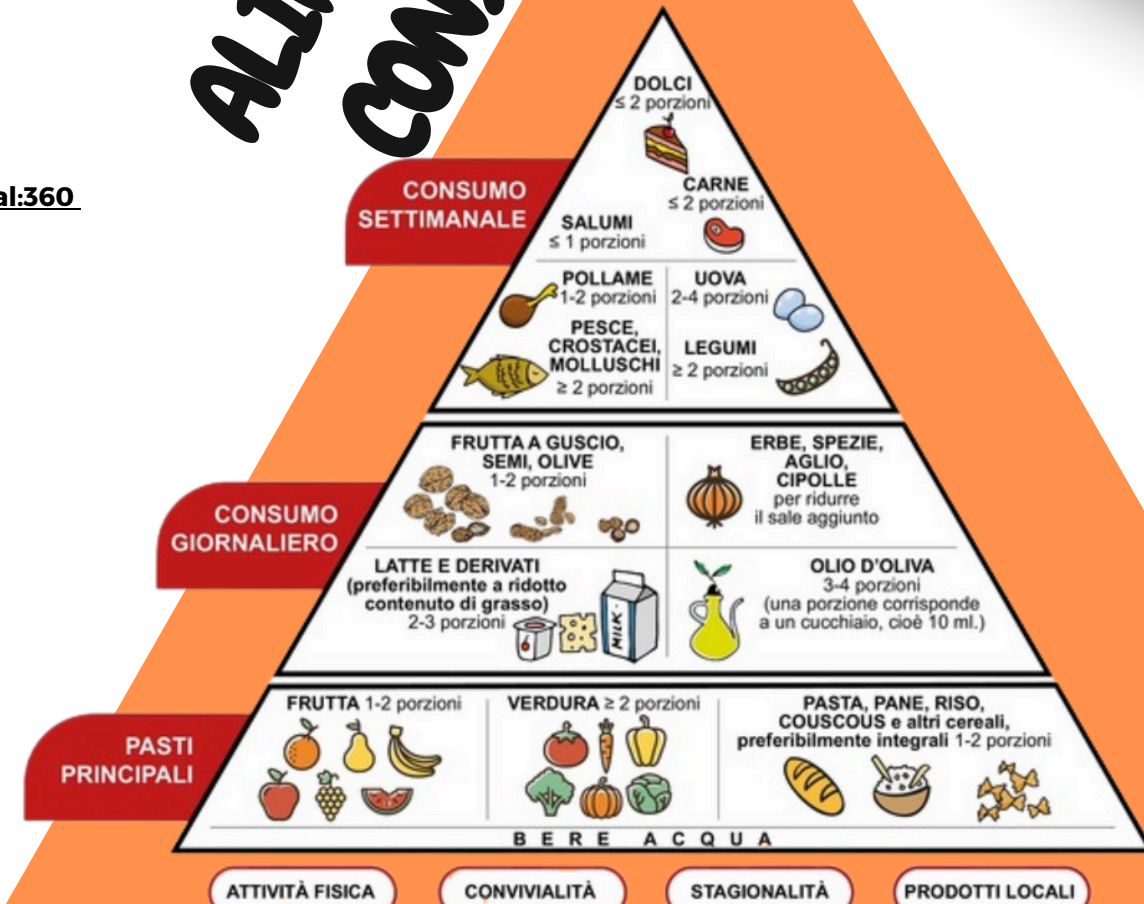 al:360
DOLCI
≤ 2 porzioni
CARNE
≤ 2 porzioni
SALUMI
≤ 1 porzioni
CONSUMO
SETTIMANALE
POLLAME
1-2 porzioni
UOVA
2-4 porzioni
PESCE,
CROSTACEI,
MOLLUSCHI
≥ 2 porzioni
LEGUMI
≥ 2 porzioni
CONSUMO
GIORNALIERO
FRUTTA A GUSCIO,
SEMI, OLIVE
1-2 porzioni
ERBE, SPEZIE,
AGLIO,
CIPOLLE
per ridurre
il sale aggiunto
LATTE E DERIVATI
(preferibilmente a ridotto
contenuto di grasso)
2-3 porzioni
MILK
OLIO D'OLIVA
3-4 porzioni
(una porzione corrisponde
a un cucchiaio, cioè 10 ml.)
PASTI
PRINCIPALI
FRUTTA 1-2 porzioni
VERDURA ≥ 2 porzioni
PASTA, PANE, RISO,
COUSCOUS e altri cereali,
preferibilmente integrali 1-2 porzioni
BERE ACQUA
ATTIVITÀ FISICA
CONVIVIALITÀ
STAGIONALITÀ
PRODOTTI LOCALI